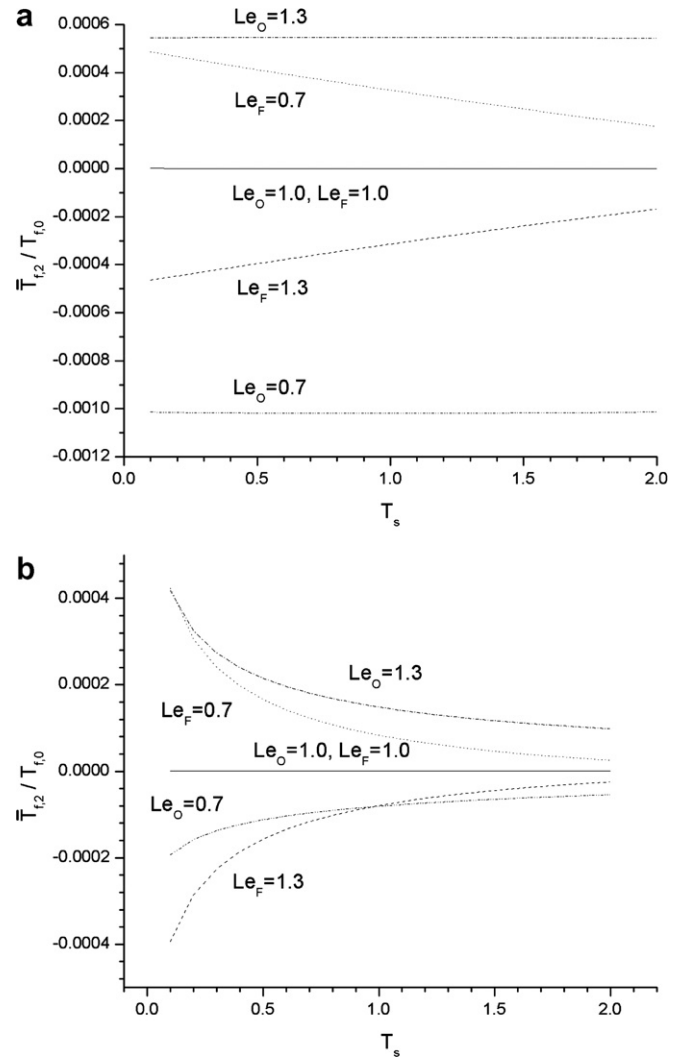 a
Le_O=1.3
0.0006
0.0004
Le_F=0.7
0.0002
0.0000
Le_O=1.0, Le_F=1.0
-0.0002
T̿_f,2 / T_f,0
-0.0004
Le_F=1.3
-0.0006
-0.0008
Le_O=0.7
-0.0010
-0.0012
0.0 0.5 1.0 1.5 2.0
T_s
b
0.0004
Le_O=1.3
0.0002
Le_F=0.7
Le_O=1.0, Le_F=1.0
0.0000
T̿_f,2 / T_f,0
Le_O=0.7
-0.0002
Le_F=1.3
-0.0004
0.0 0.5 1.0 1.5 2.0
T_s